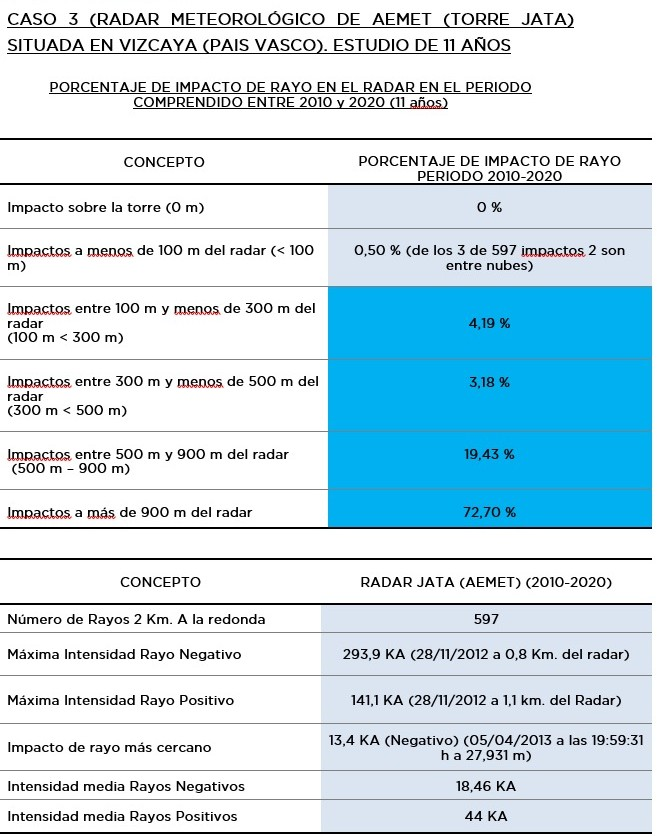 CASO 3 (RADAR METEOROLÓGICO DE AEMET (TORRE JATA)
SITUADA EN VIZCAYA (PAIS VASCO). ESTUDIO DE 11 AÑOS
PORCENTAJE DE IMPACTO DE RAYO EN EL RADAR EN EL PERIODO
COMPRENDIDO ENTRE 2010 y 2020 (11 años)
CONCEPTO
PORCENTAJE DE IMPACTO DE RAYO
PERIODO 2010-2020
Impacto sobre la torre (0 m)
0 %
Impactos a menos de 100 m del radar (< 100
m)
0,50 % (de los 3 de 597 impactos 2 son
entre nubes)
Impactos entre 100 m y menos de 300 m del
radar
(100 m < 300 m)
4,19 %
Impactos entre 300 m y menos de 500 m del
radar
(300 m < 500 m)
3,18 %
Impactos entre 500 m y 900 m del radar
(500 m – 900 m)
19,43 %
Impactos a más de 900 m del radar
72,70 %
CONCEPTO
RADAR JATA (AEMET) (2010-2020)
Número de Rayos 2 Km. A la redonda
597
Máxima Intensidad Rayo Negativo
293,9 KA (28/11/2012 a 0,8 Km. del radar)
Máxima Intensidad Rayo Positivo
141,1 KA (28/11/2012 a 1,1 km. del Radar)
Impacto de rayo más cercano
13,4 KA (Negativo) (05/04/2013 a las 19:59:31
h a 27,931 m)
Intensidad media Rayos Negativos
18,46 KA
Intensidad media Rayos Positivos
44 KA